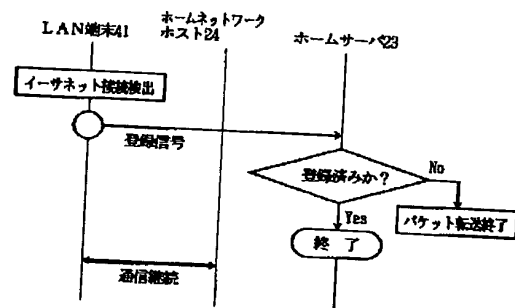 LAN端末41
ホームネットワーク
ホスト24
ホームサーバ23
イーサネット接続検出
登録信号
登録済みか?
No
Yes
パケット転送終了
終 了
通信継続